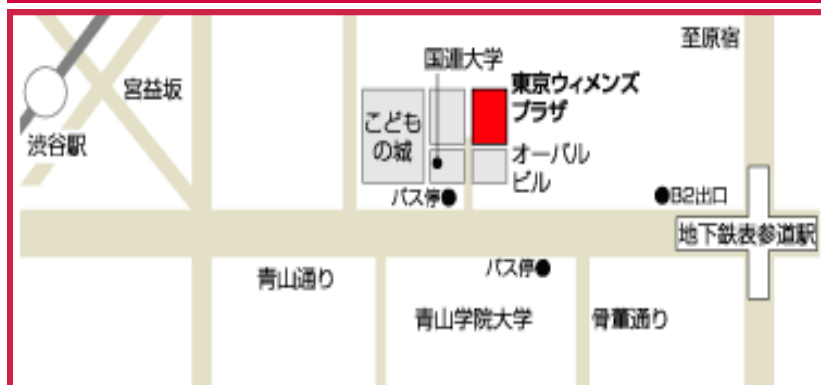 至原宿
国連大学
東京ウィメンズ
プラザ
宮益坂
こども
の城
渋谷駅
オーバル
ビル
バス停
B2出口
地下鉄表参道駅
青山通り
バス停
青山学院大学
骨董通り